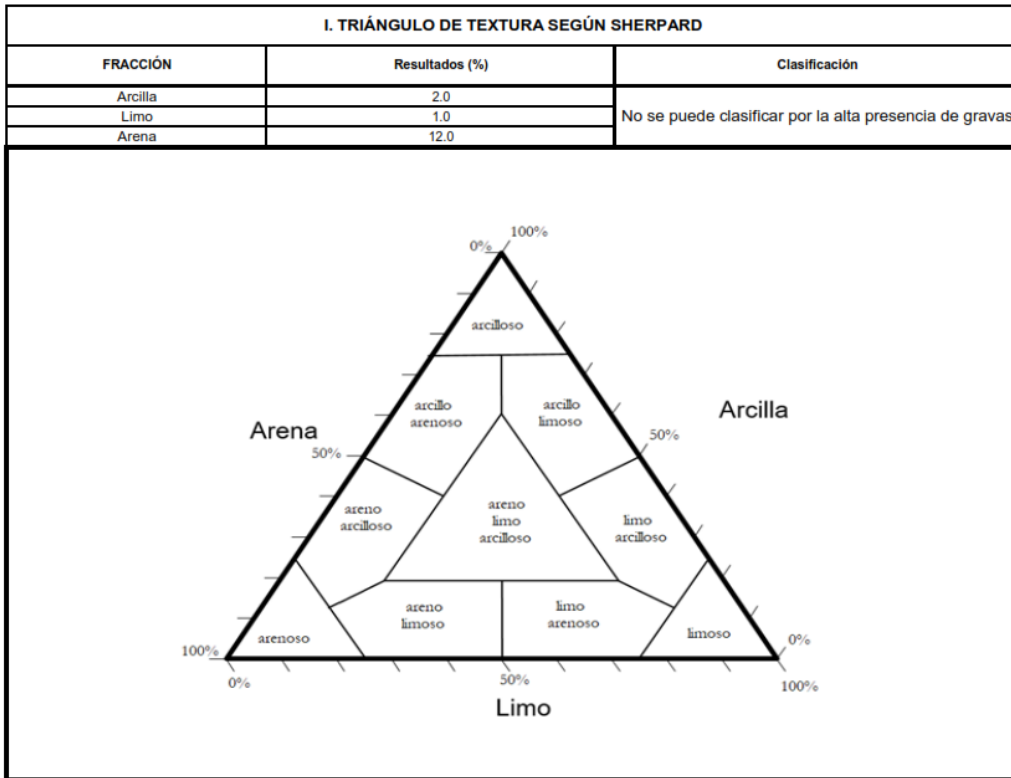 I. TRIÁNGULO DE TEXTURA SEGÚN SHERPARD
FRACCIÓN Resultados (%) Clasificación
Arcilla 2.0
Limo 1.0
Arena 12.0
No se puede clasificar por la alta presencia de gravas
100%
0%
arcilloso
arcillo
arenoso
arcillo
limoso
Arena
Arcilla
50%
50%
areno
arcilloso
areno
limo
arcilloso
limo
arcilloso
areno
limoso
limo
arenoso
arenoso
limoso
100%
0%
0%
50%
100%
Limo